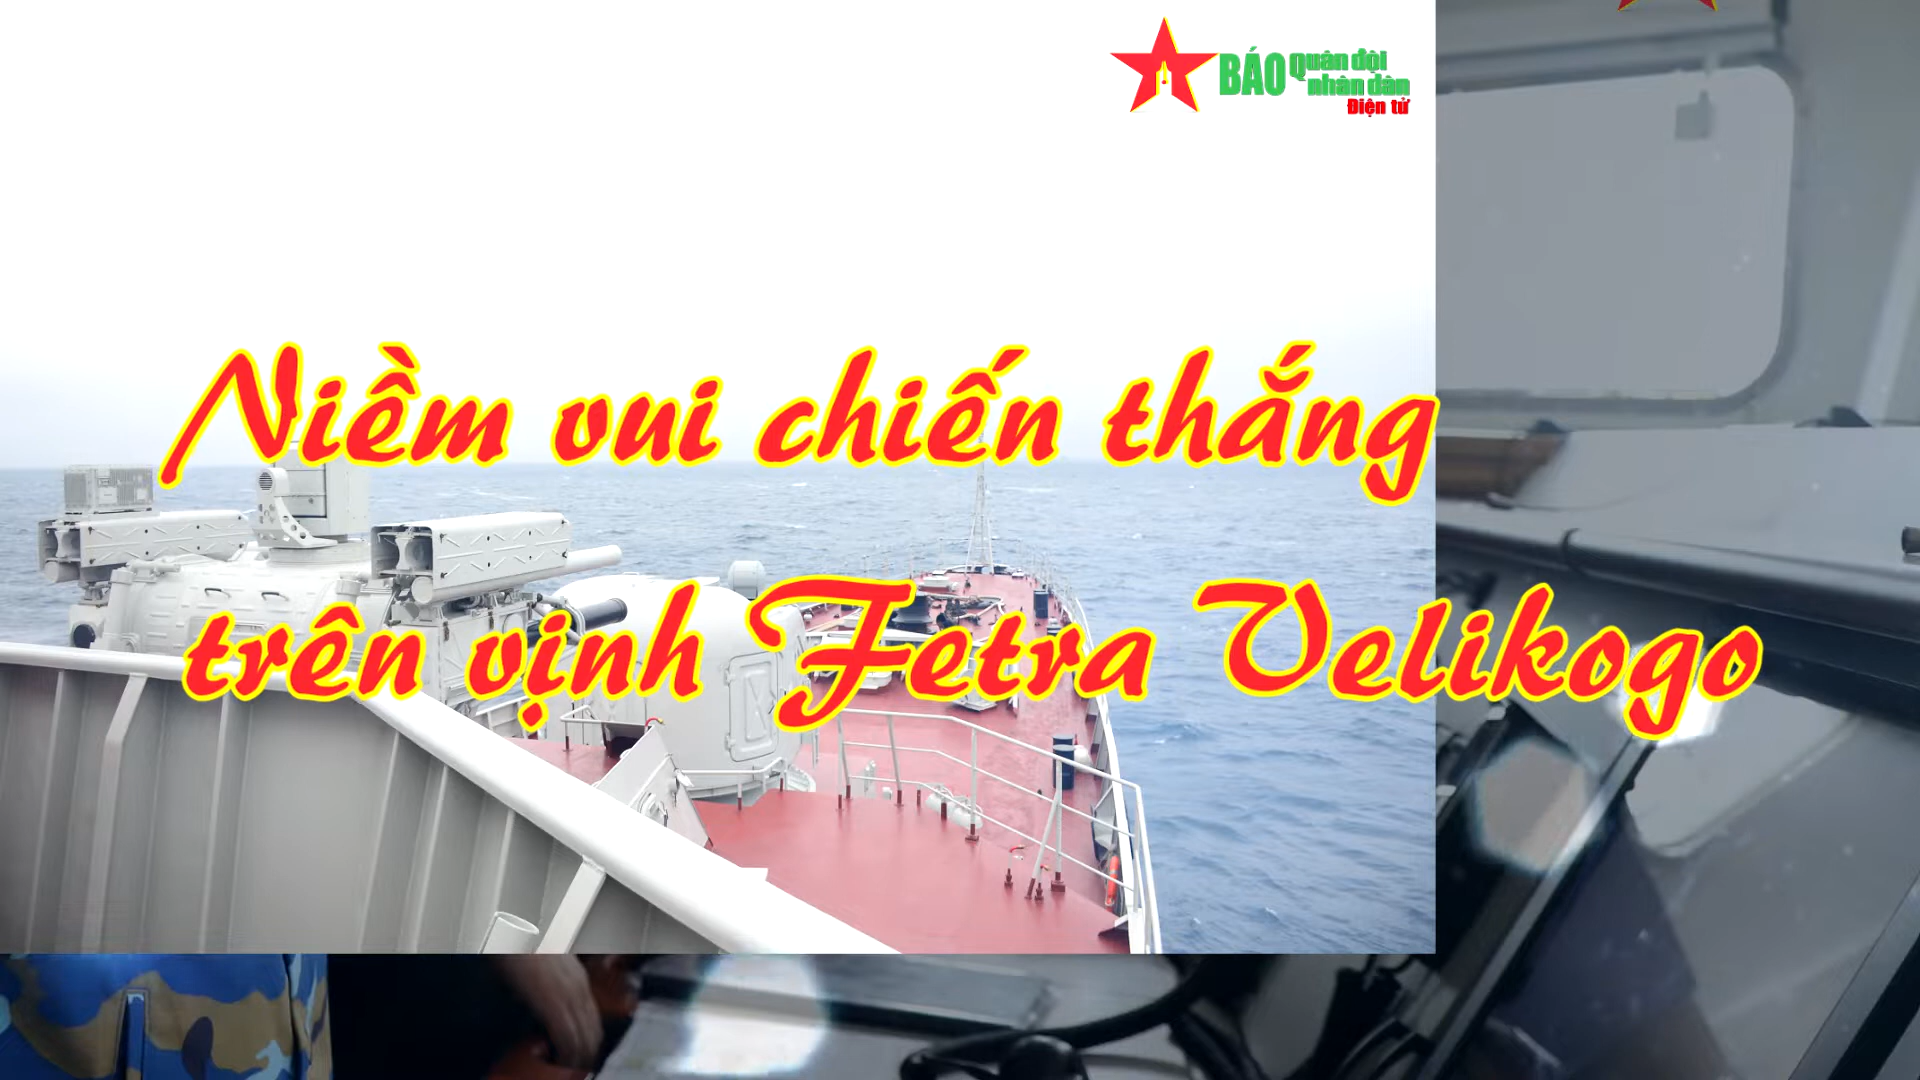 BÁO Quân đội
nhân dân
Điện tử
Niềm vui chiến thắng
trên vịnh Fetra Velikogo